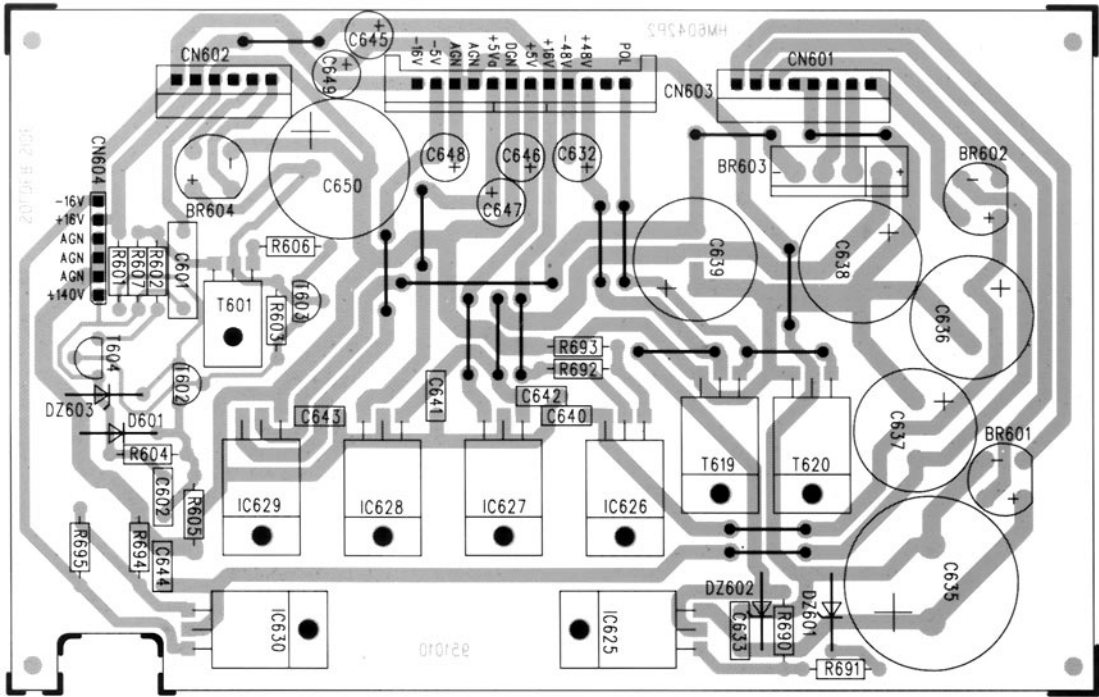 HM6042P2
C645
-16V
-5V
AGN
AGN
+5Va
DGN
+5V
+16V
-48V
+48V
POL
CN602
CN601
C649
CN603
CN604
C648
C646
C632
BR603
BR602
C650
C647
BR604
-16V
+16V
AGN
AGN
AGN
+140V
R601
R607
R602
C601
R606
C639
C638
T601
R603
T603
C636
T604
R693
R692
T602
C641
C642
C640
C643
DZ603
D601
C637
BR601
R604
T619
T620
C602
R605
IC629
IC628
IC627
IC626
R695
R694
C644
C635
DZ602
DZ601
IC630
IC625
C633
R690
R691
951010